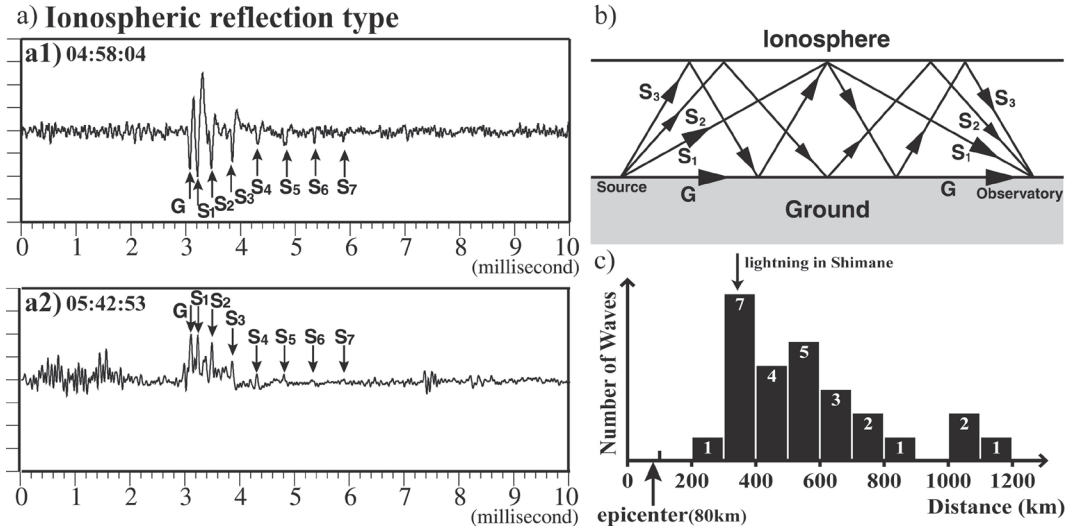 a) Ionospheric reflection type
a1) 04:58:04
G S1 S2 S3 S4 S5 S6 S7
0 1 2 3 4 5 6 7 8 9 10
(millisecond)
a2) 05:42:53
G S1 S2 S3 S4 S5 S6 S7
0 1 2 3 4 5 6 7 8 9 10
(millisecond)
b)
Ionosphere
S3 S3
S2 S2
S1 S1
Source G G Observatory
Ground
c)
lightning in Shimane
Number of Waves
1 7 4 5 3 2 1 2 1
0 200 400 600 800 1000 1200
epicenter(80km)
Distance (km)